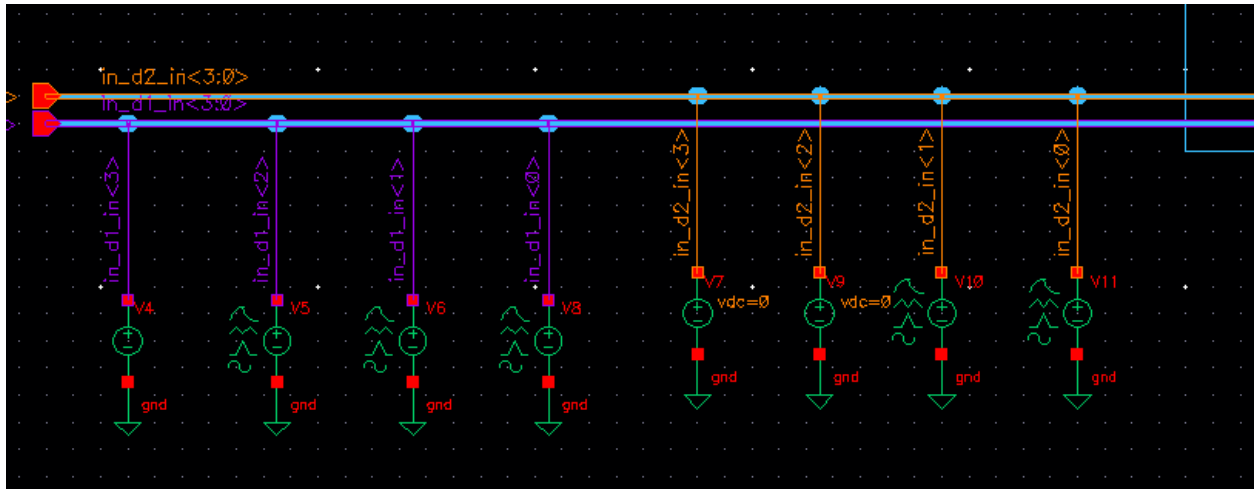 in_d2_in<3:0>
in_d1_in<3:0>
in_d1_in<3>
in_d1_in<2>
in_d1_in<1>
in_d1_in<0>
in_d2_in<3>
in_d2_in<2>
in_d2_in<1>
in_d2_in<0>
V7
V9
V10
V11
vdc=0
vdc=0
V4
V5
V6
V8
gnd
gnd
gnd
gnd
gnd
gnd
gnd
gnd